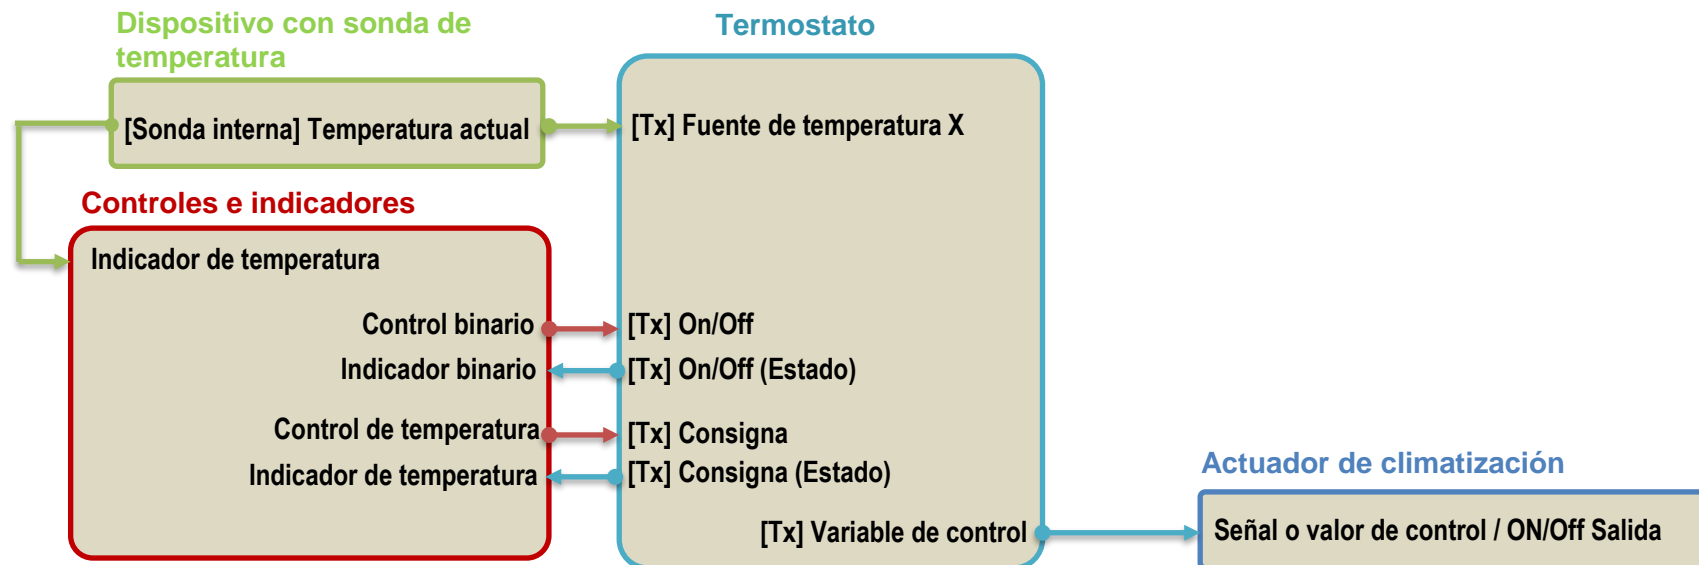 Dispositivo con sonda de
temperatura
Termostato
[Sonda interna] Temperatura actual
[Tx] Fuente de temperatura X
Controles e indicadores
Indicador de temperatura
Control binario
[Tx] On/Off
Indicador binario
[Tx] On/Off (Estado)
Control de temperatura
[Tx] Consigna
Indicador de temperatura
[Tx] Consigna (Estado)
Actuador de climatización
[Tx] Variable de control
Señal o valor de control / ON/Off Salida